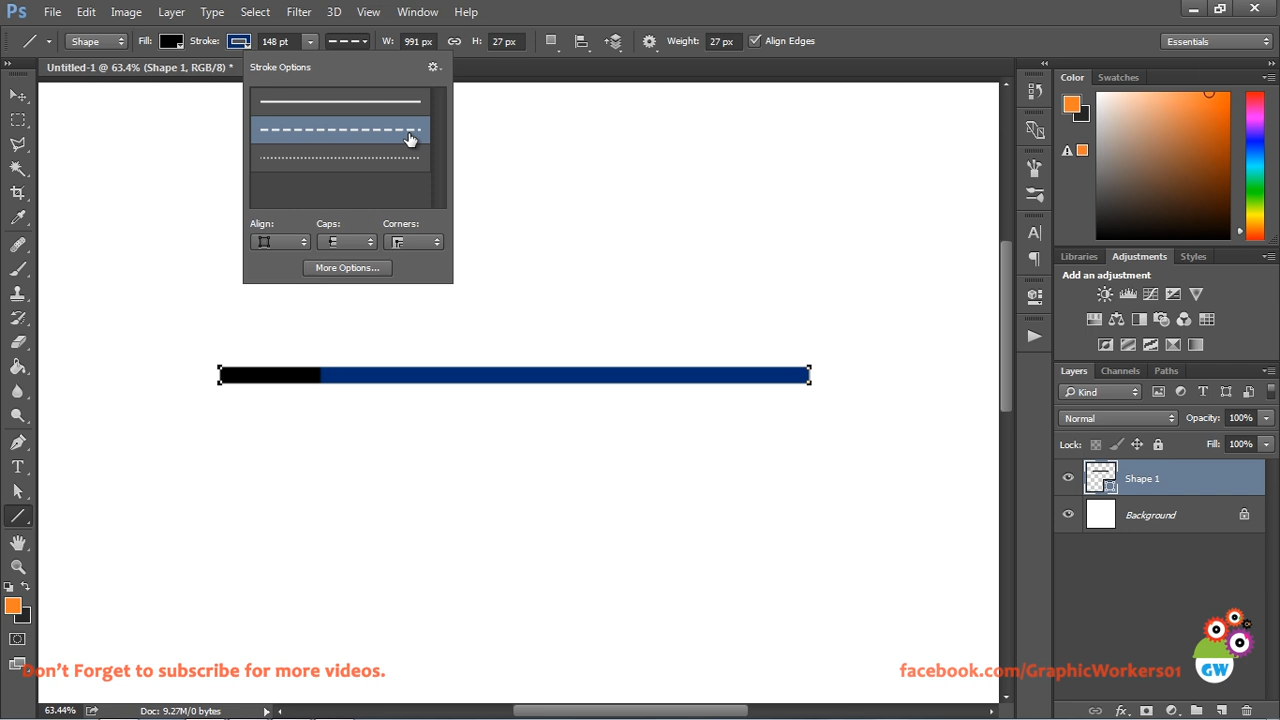 Ps File Edit Image Layer Type Select Filter 3D View Window Help
Shape Fill: Stroke: 148 pt W: 991 px H: 27 px Weight: 27 px Align Edges Essentials
Untitled-1 @ 63.4% (Shape 1, RGB/8) *
Stroke Options
Align: Caps: Corners:
More Options...
Color Swatches
Libraries Adjustments Styles
Add an adjustment
Layers Channels Paths
Kind
Normal Opacity: 100%
Lock: Fill: 100%
Shape 1
Background
Don't Forget to subscribe for more videos.
facebook.com/GraphicWorkers01
GW
63.44% Doc: 9.27M/0 bytes